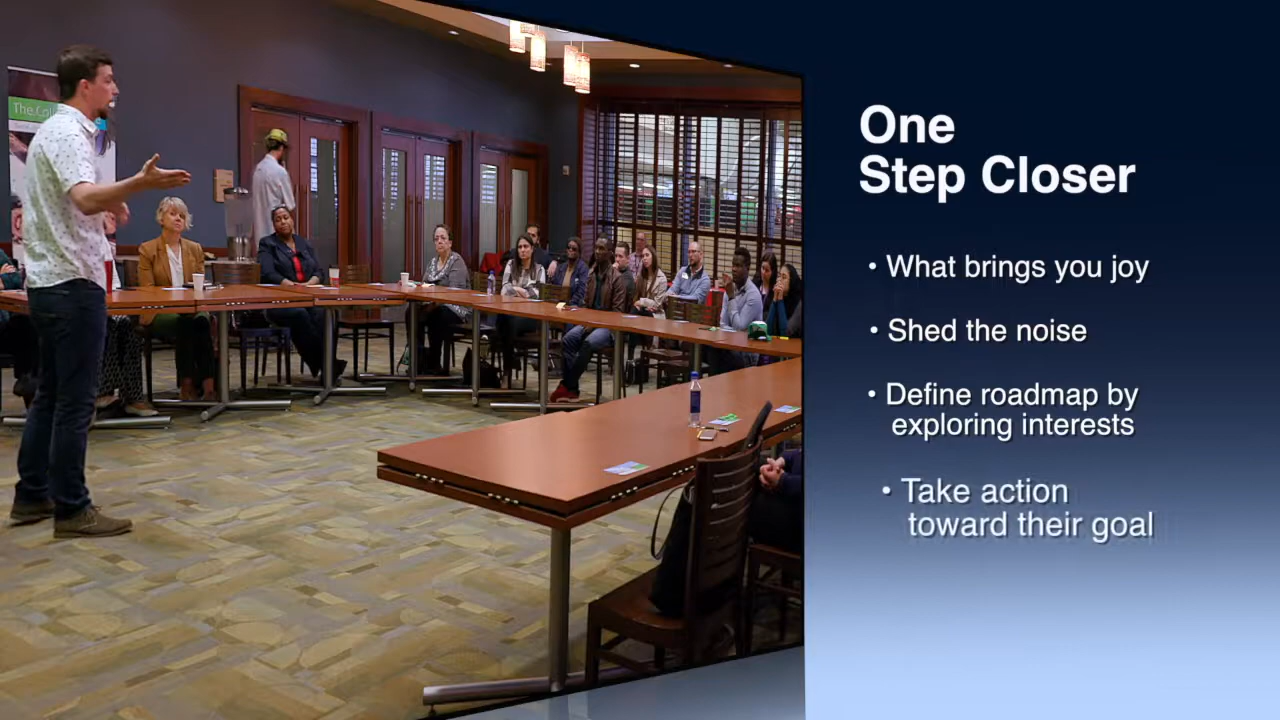 The Col
One
Step Closer
• What brings you joy
• Shed the noise
• Define roadmap by
exploring interests
• Take action
toward their goal